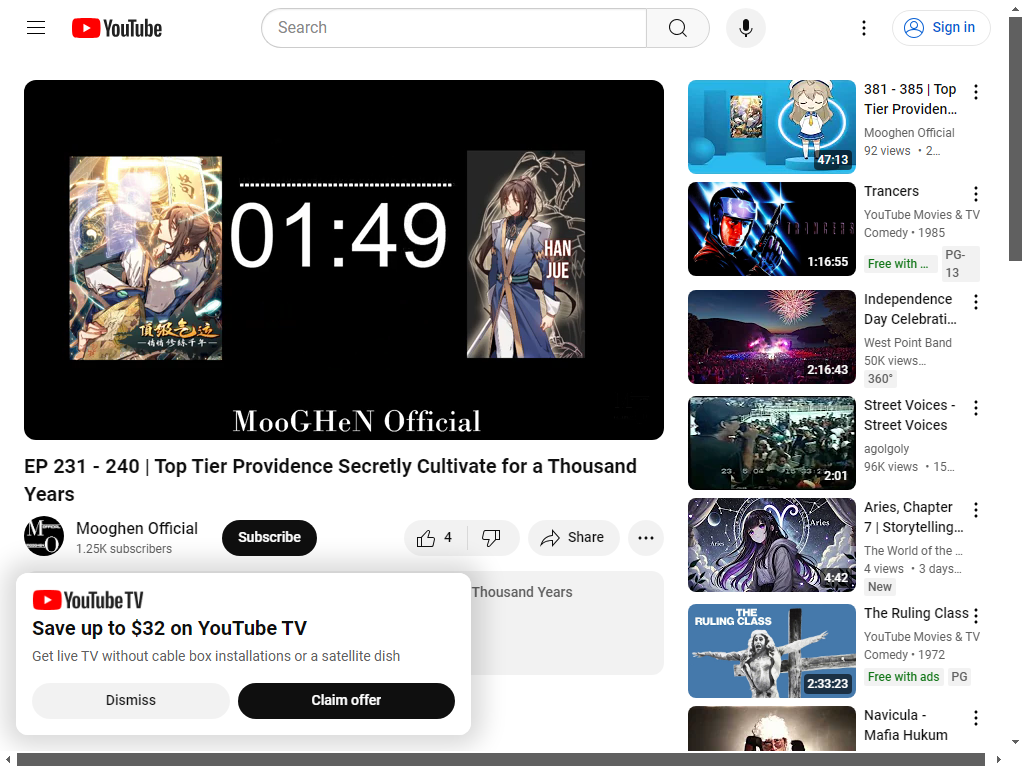 YouTube
Search
Sign in
頂級气运
悄悄修练千年
01:49
HAN
JUE
MooGHeN Official
EP 231 - 240 | Top Tier Providence Secretly Cultivate for a Thousand
Years
Mooghen Official
1.25K subscribers
Subscribe
4
Share
Thousand Years
YouTube TV
Save up to $32 on YouTube TV
Get live TV without cable box installations or a satellite dish
Dismiss
Claim offer
47:13
381 - 385 | Top
Tier Providen...
Mooghen Official
92 views • 2...
TRANCERS
1:16:55
Trancers
YouTube Movies & TV
Comedy • 1985
Free with ...
PG-
13
2:16:43
Independence
Day Celebrati...
West Point Band
50K views...
360°
2:01
Street Voices -
Street Voices
agolgoly
96K views • 15...
Aries
Aries
4:42
Aries, Chapter
7 | Storytelling...
The World of the ...
4 views • 3 days...
New
THE
RULING CLASS
2:33:23
The Ruling Class
YouTube Movies & TV
Comedy • 1972
Free with ads
PG
Navicula -
Mafia Hukum